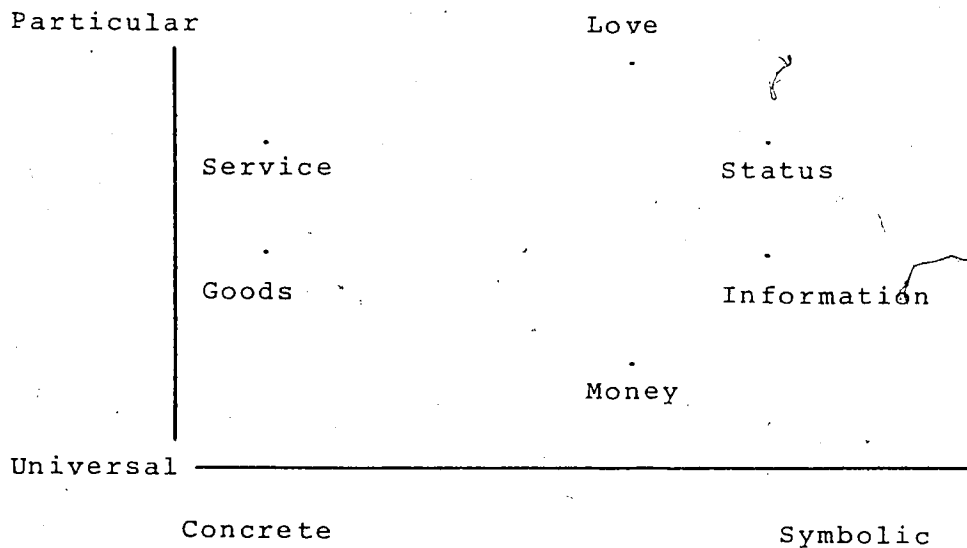 Particular Love
Service Status
Goods Information
Money
Universal
Concrete Symbolic